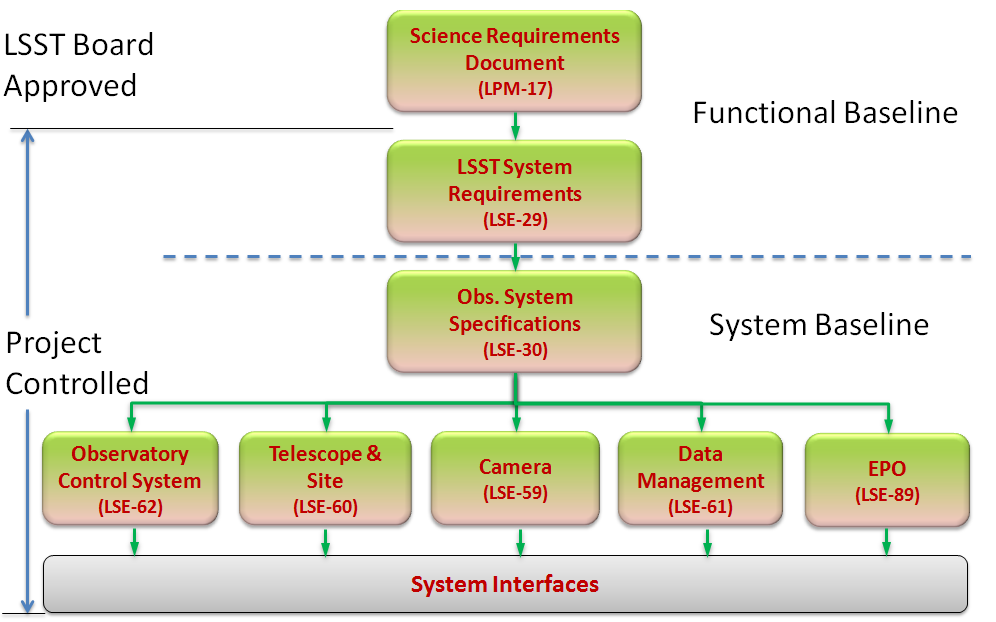 LSST Board
Approved
Science Requirements
Document
(LPM-17)
Functional Baseline
LSST System
Requirements
(LSE-29)
Obs. System
Specifications
(LSE-30)
System Baseline
Project
Controlled
Observatory
Control System
(LSE-62)
Telescope &
Site
(LSE-60)
Camera
(LSE-59)
Data
Management
(LSE-61)
EPO
(LSE-89)
System Interfaces